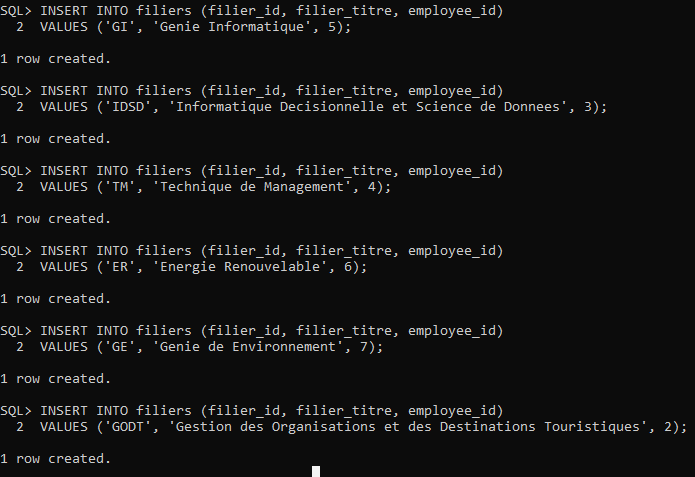 SQL> INSERT INTO filiers (filier_id, filier_titre, employee_id)
  2  VALUES ('GI', 'Genie Informatique', 5);
1 row created.
SQL> INSERT INTO filiers (filier_id, filier_titre, employee_id)
  2  VALUES ('IDSD', 'Informatique Decisionnelle et Science de Donnees', 3);
1 row created.
SQL> INSERT INTO filiers (filier_id, filier_titre, employee_id)
  2  VALUES ('TM', 'Technique de Management', 4);
1 row created.
SQL> INSERT INTO filiers (filier_id, filier_titre, employee_id)
  2  VALUES ('ER', 'Energie Renouvelable', 6);
1 row created.
SQL> INSERT INTO filiers (filier_id, filier_titre, employee_id)
  2  VALUES ('GE', 'Genie de Environnement', 7);
1 row created.
SQL> INSERT INTO filiers (filier_id, filier_titre, employee_id)
  2  VALUES ('GODT', 'Gestion des Organisations et des Destinations Touristiques', 2);
1 row created.